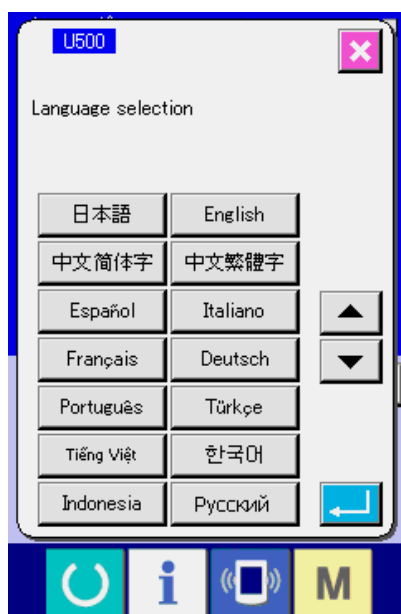 U500
Language selection
日本語 English
中文简体字 中文繁體字
Español Italiano
Français Deutsch
Português Türkçe
Tiếng Việt 한국어
Indonesia Русский
i M